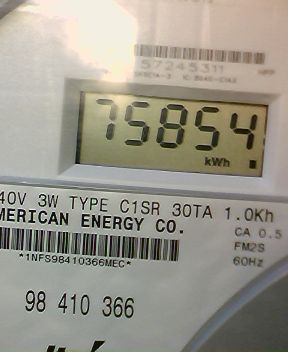 57245311
75854
kWh
40V 3W TYPE C1SR 30TA 1.0Kh
MERICAN ENERGY CO.
CA 0.5
FM2S
60Hz
*1NFS98410366MEC*
98 410 366